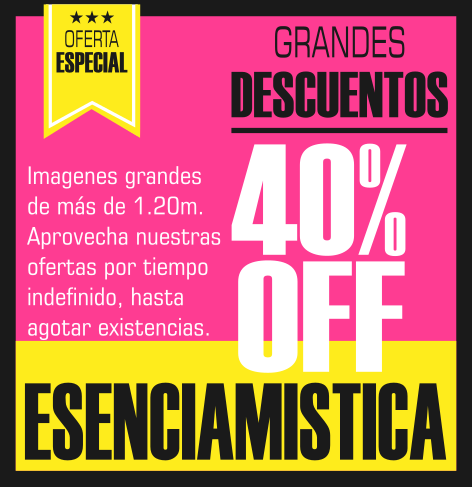 OFERTA
ESPECIAL
GRANDES
DESCUENTOS
40%
OFF
Imagenes grandes
de más de 1.20m.
Aprovecha nuestras
ofertas por tiempo
indefinido, hasta
agotar existencias.
ESENCIAMISTICA